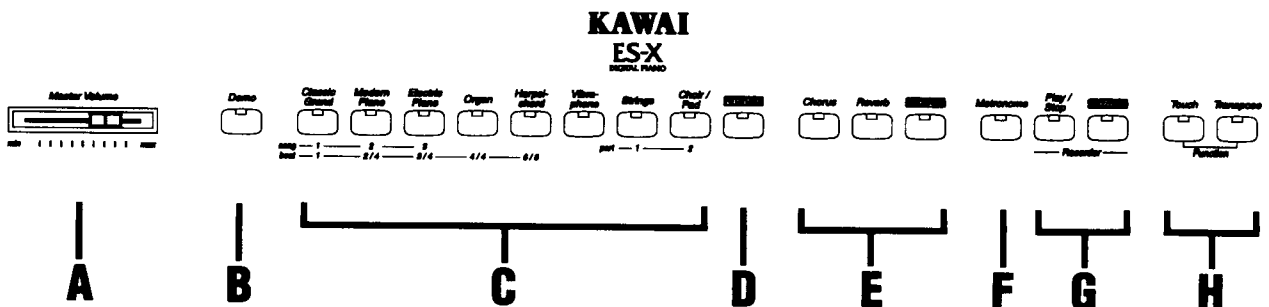 KAWAI
ES-X
DIGITAL PIANO
Master Volume
min max
Demo
Classic Grand
Modern Piano
Electric Piano
Organ
Harpsi-chord
Vibra-phone
Strings
Choir / Pad
Chorus
Reverb
Metronome
Play / Stop
Touch
Transpose
song 1 2 3
beat 1 2/4 3/4 4/4 6/8
part 1 2
Recorder
Function
A B C D E F G H